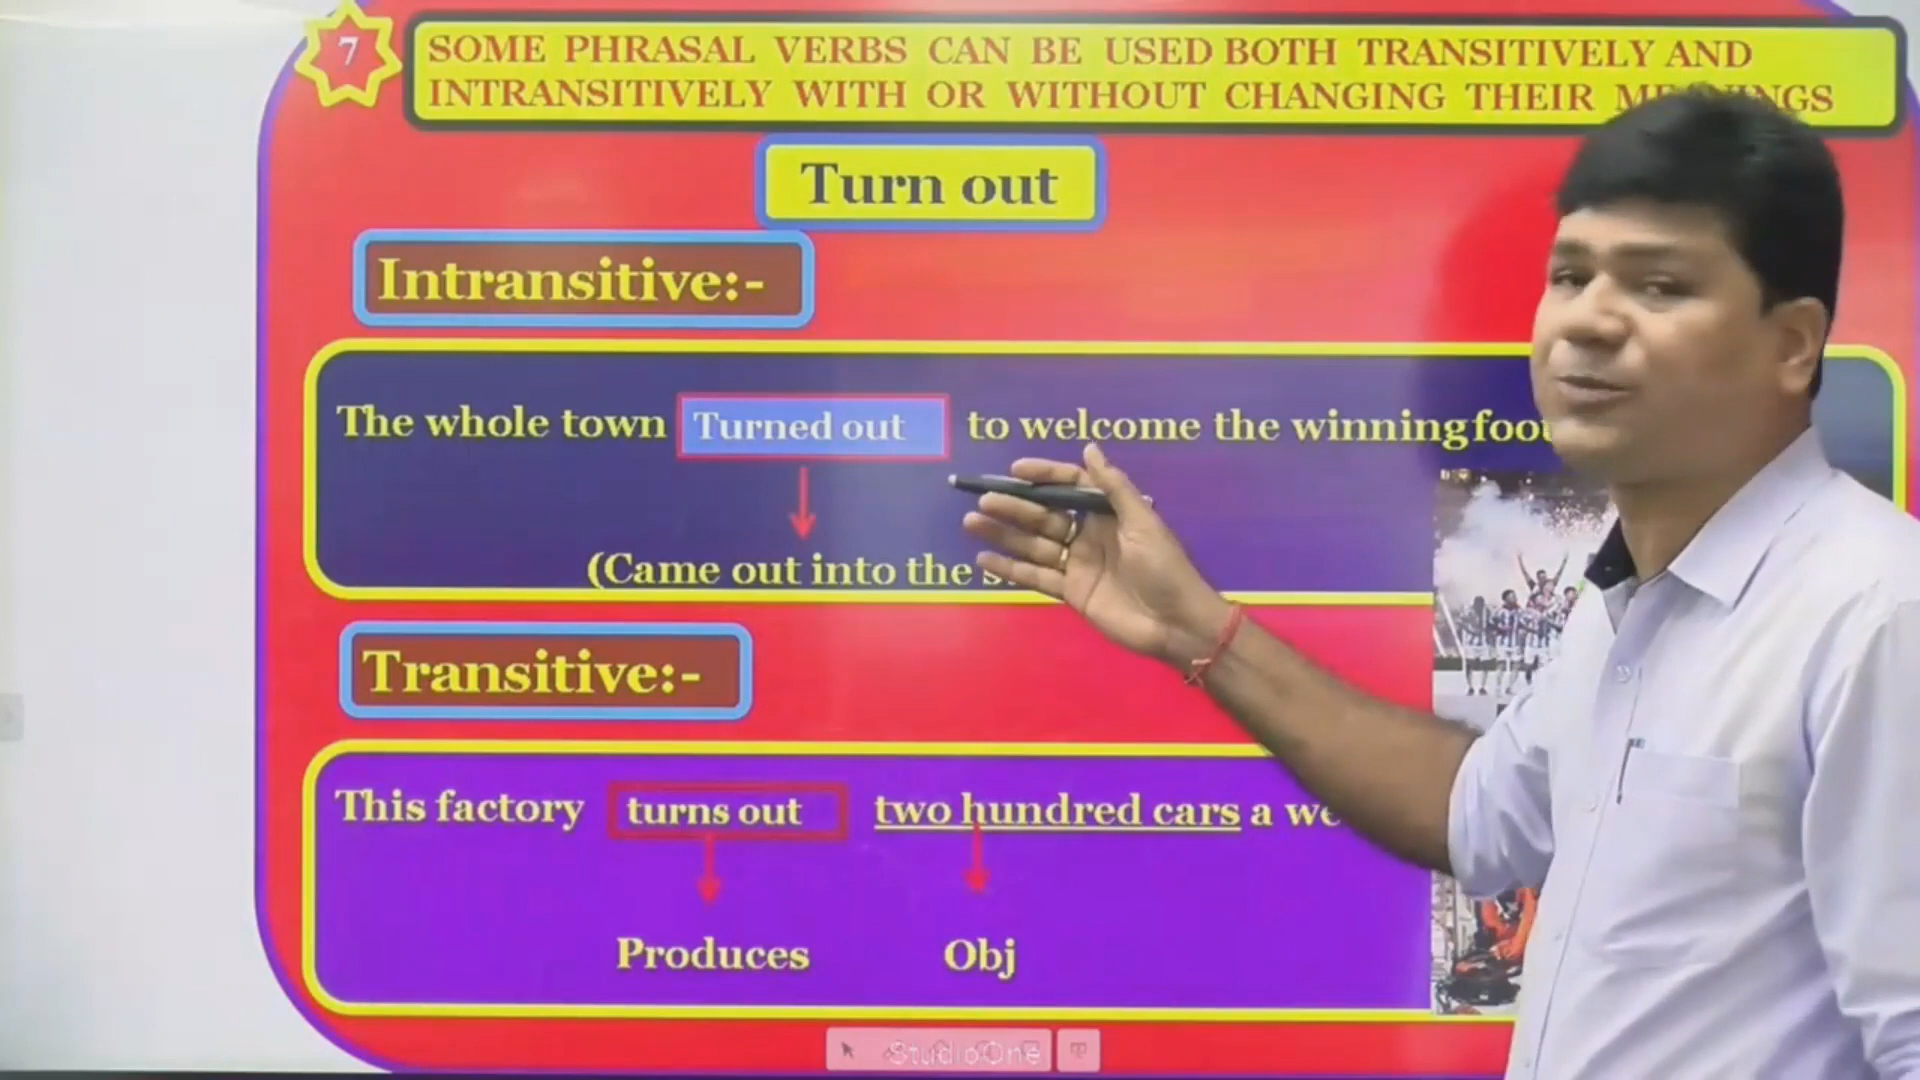 7
SOME PHRASAL VERBS CAN BE USED BOTH TRANSITIVELY AND
INTRANSITIVELY WITH OR WITHOUT CHANGING THEIR
Turn out
Intransitive:-
The whole town Turned out to welcome the winning
(Came out into the
Transitive:-
This factory turns out two hundred cars a
Produces Obj
StudioOne